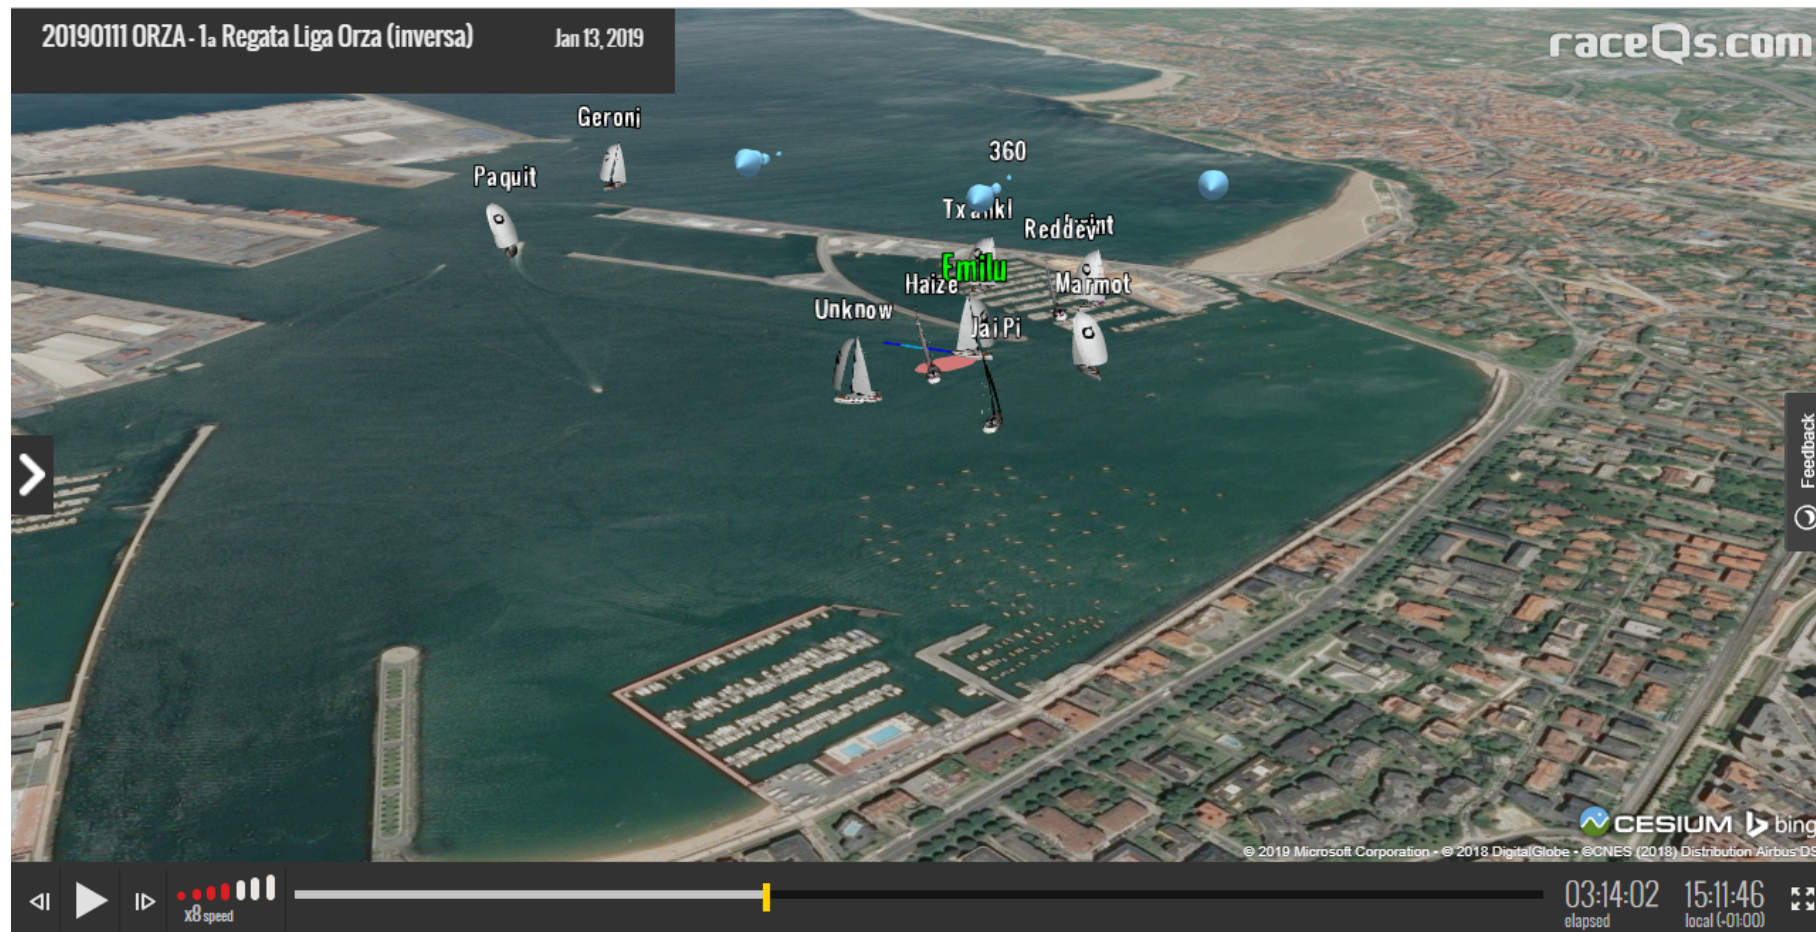 20190111 ORZA - 1a Regata Liga Orza (inversa)
Jan 13, 2019
raceQs.com
Geroni
Paquit
360
Txankl
Reddev
Emilu
Haize
Marmot
Unknow
Jai Pi
Feedback
CESIUM bing
© 2019 Microsoft Corporation • © 2018 DigitalGlobe • ©CNES (2018) Distribution Airbus DS
x8 speed
03:14:02
elapsed
15:11:46
local (+01:00)